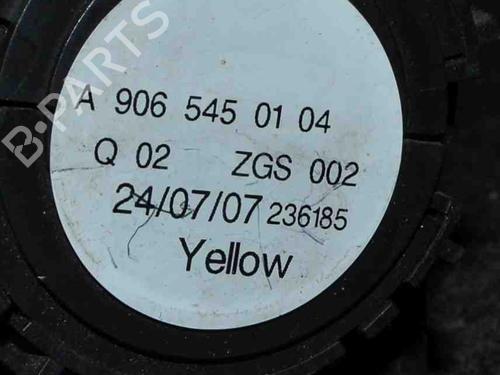 B-PARTS
A 906 545 01 04
Q 02 ZGS 002
24/07/07 236185
Yellow